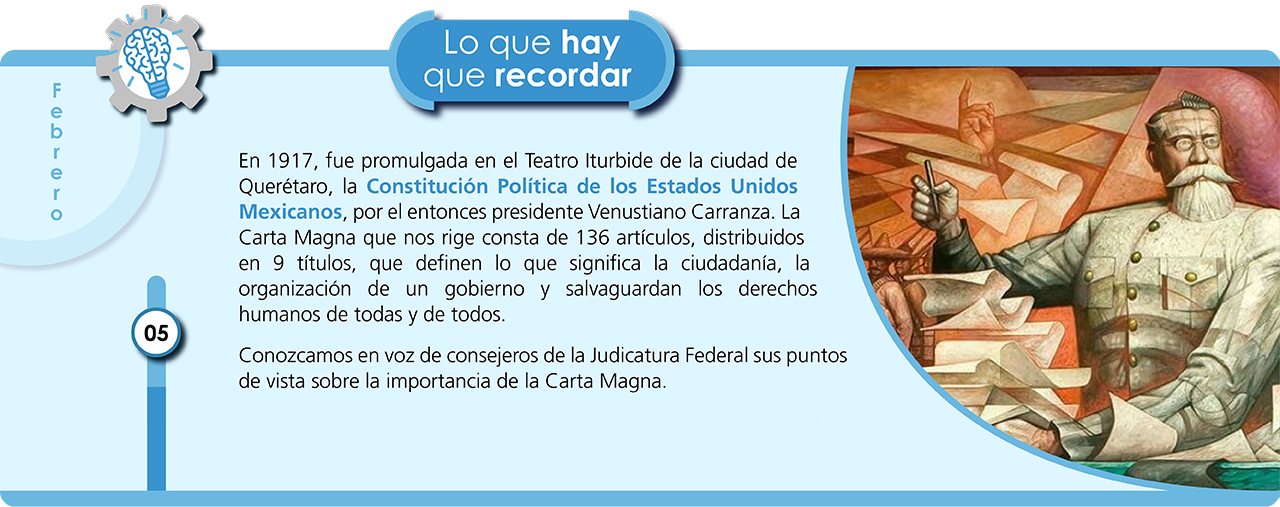 Lo que hay
que recordar
Febrero
En 1917, fue promulgada en el Teatro Iturbide de la ciudad de
Querétaro, la Constitución Política de los Estados Unidos
Mexicanos, por el entonces presidente Venustiano Carranza. La
Carta Magna que nos rige consta de 136 artículos, distribuidos
en 9 títulos, que definen lo que significa la ciudadanía, la
organización de un gobierno y salvaguardan los derechos
humanos de todas y de todos.
05
Conozcamos en voz de consejeros de la Judicatura Federal sus puntos
de vista sobre la importancia de la Carta Magna.